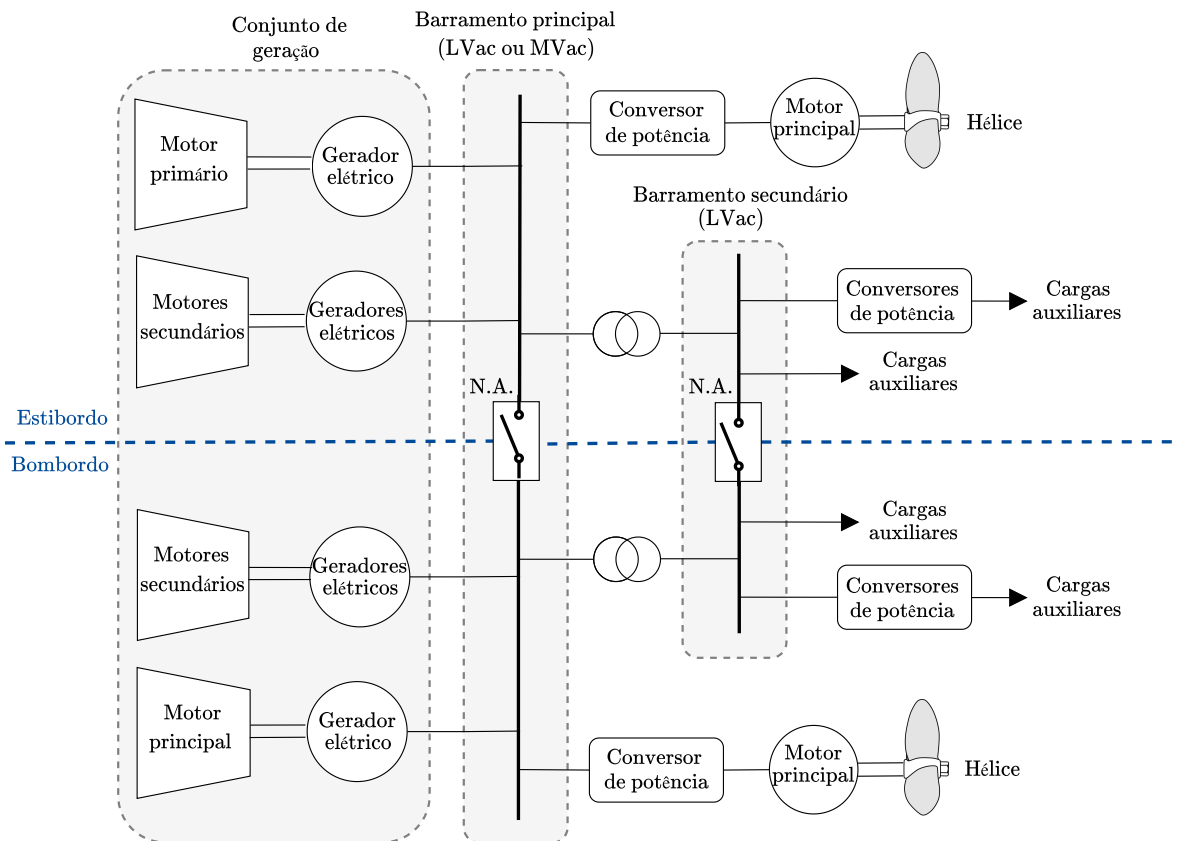 Conjunto de
geração
Barramento principal
(LVac ou MVac)
Motor
primário
Gerador
elétrico
Conversor
de potência
Motor
principal
Hélice
Barramento secundário
(LVac)
Motores
secundários
Geradores
elétricos
Conversores
de potência
Cargas
auxiliares
Cargas
auxiliares
N.A.
N.A.
Estibordo
Bombordo
Cargas
auxiliares
Motores
secundários
Geradores
elétricos
Conversores
de potência
Cargas
auxiliares
Motor
principal
Gerador
elétrico
Conversor
de potência
Motor
principal
Hélice